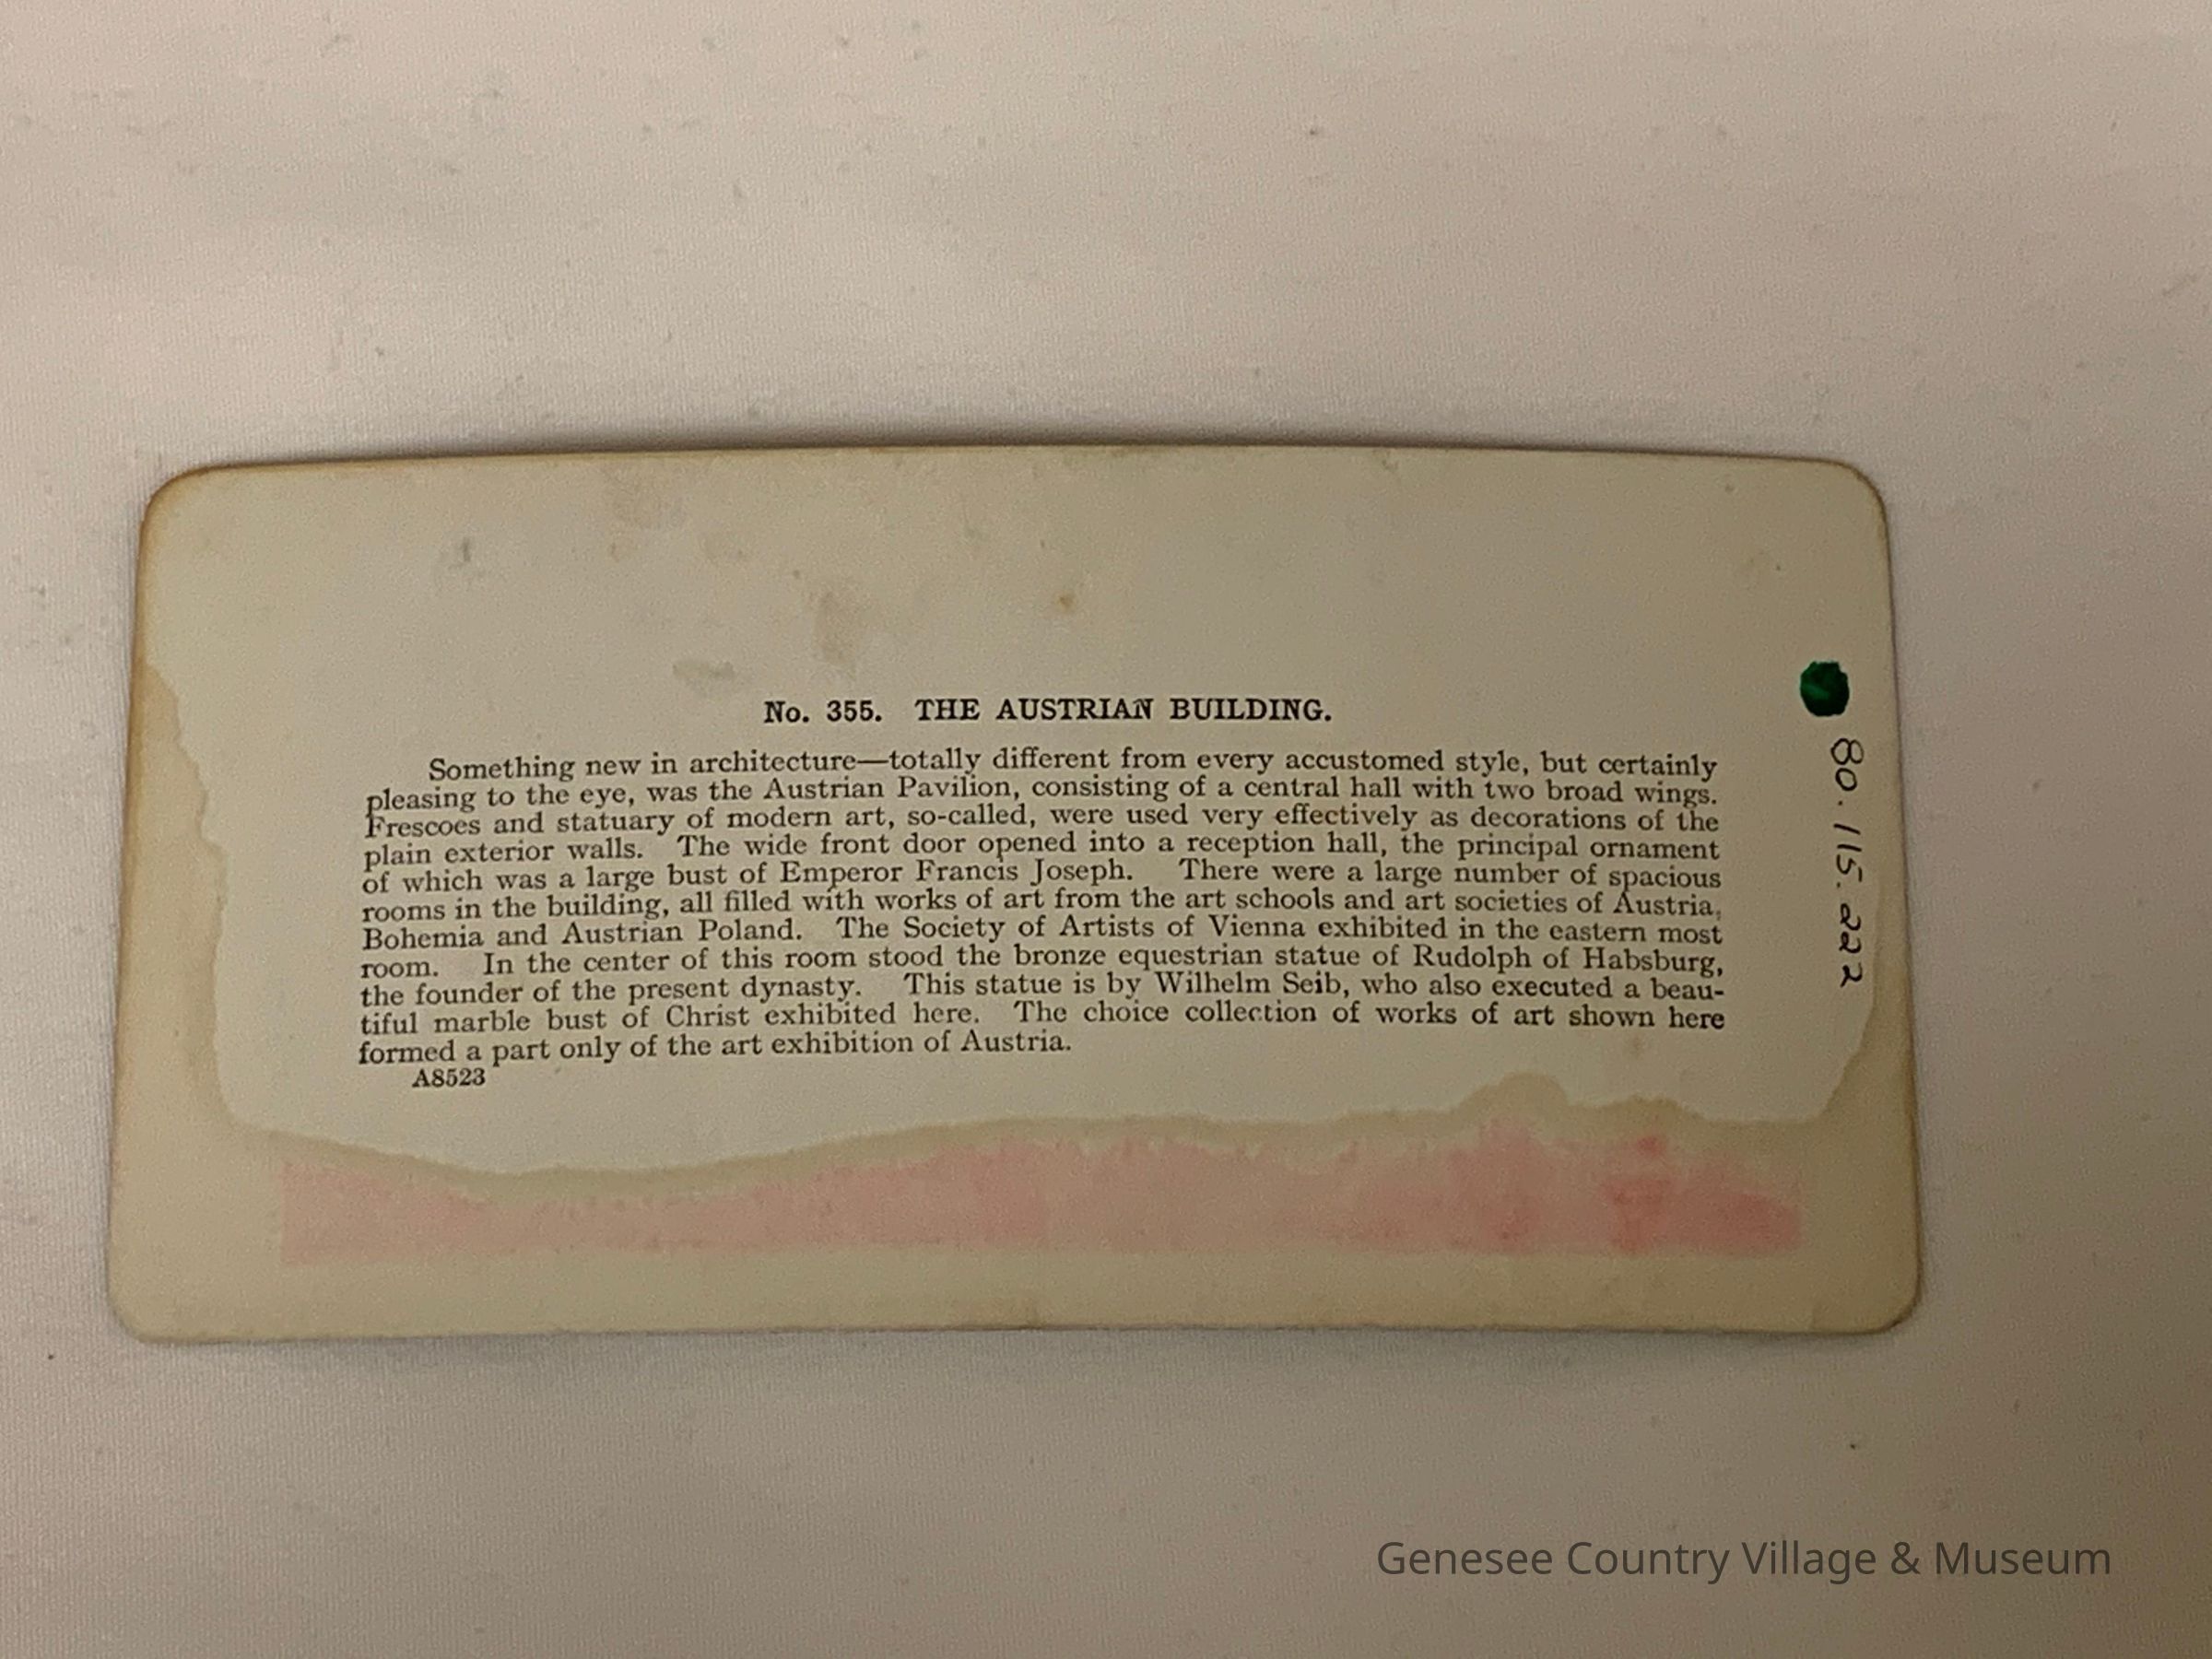 No. 355. THE AUSTRIAN BUILDING.
Something new in architecture—totally different from every accustomed style, but certainly
pleasing to the eye, was the Austrian Pavilion, consisting of a central hall with two broad wings.
Frescoes and statuary of modern art, so-called, were used very effectively as decorations of the
plain exterior walls. The wide front door opened into a reception hall, the principal ornament
of which was a large bust of Emperor Francis Joseph. There were a large number of spacious
rooms in the building, all filled with works of art from the art schools and art societies of Austria,
Bohemia and Austrian Poland. The Society of Artists of Vienna exhibited in the eastern most
room. In the center of this room stood the bronze equestrian statue of Rudolph of Habsburg,
the founder of the present dynasty. This statue is by Wilhelm Seib, who also executed a beau-
tiful marble bust of Christ exhibited here. The choice collection of works of art shown here
formed a part only of the art exhibition of Austria.
A8523
80.115.222
Genesee Country Village & Museum